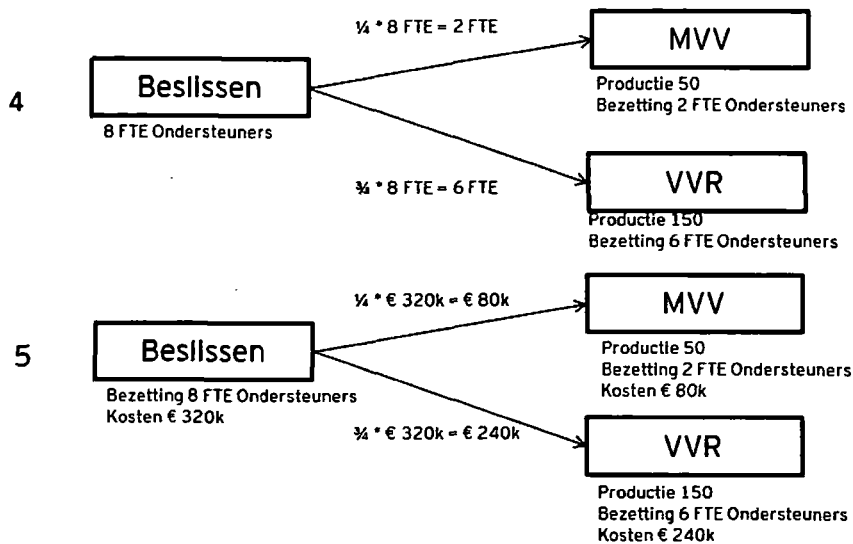 4
Beslissen
8 FTE Ondersteuners
¼ * 8 FTE = 2 FTE
MVV
Productie 50
Bezetting 2 FTE Ondersteuners
¾ * 8 FTE = 6 FTE
VVR
Productie 150
Bezetting 6 FTE Ondersteuners
5
Beslissen
Bezetting 8 FTE Ondersteuners
Kosten € 320k
¼ * € 320k = € 80k
MVV
Productie 50
Bezetting 2 FTE Ondersteuners
Kosten € 80k
¾ * € 320k = € 240k
VVR
Productie 150
Bezetting 6 FTE Ondersteuners
Kosten € 240k